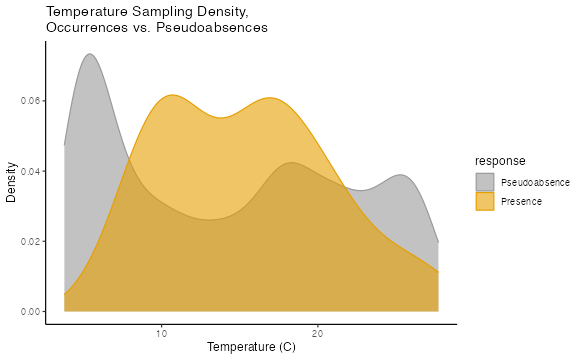 Temperature Sampling Density,
Occurrences vs. Pseudoabsences
0.06
0.04
0.02
0.00
Density
10
20
Temperature (C)
response
Pseudoabsence
Presence